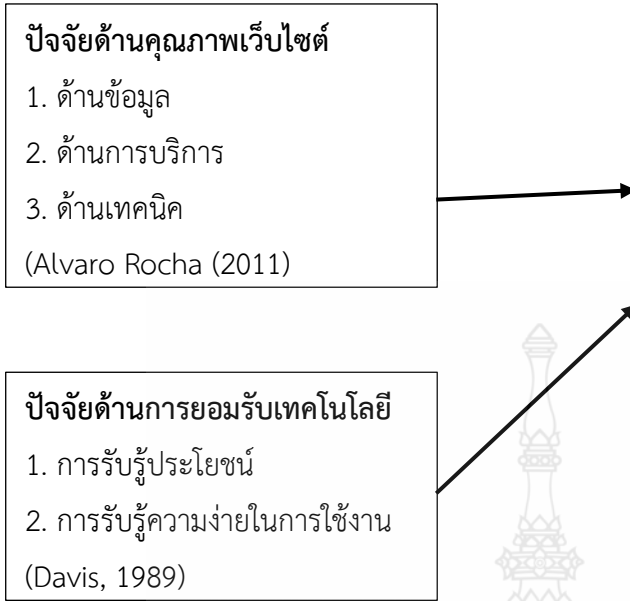 ปัจจัยด้านคุณภาพเว็บไซต์
1. ด้านข้อมูล
2. ด้านการบริการ
3. ด้านเทคนิค
(Alvaro Rocha (2011)
ปัจจัยด้านการยอมรับเทคโนโลยี
1. การรับรู้ประโยชน์
2. การรับรู้ความง่ายในการใช้งาน
(Davis, 1989)